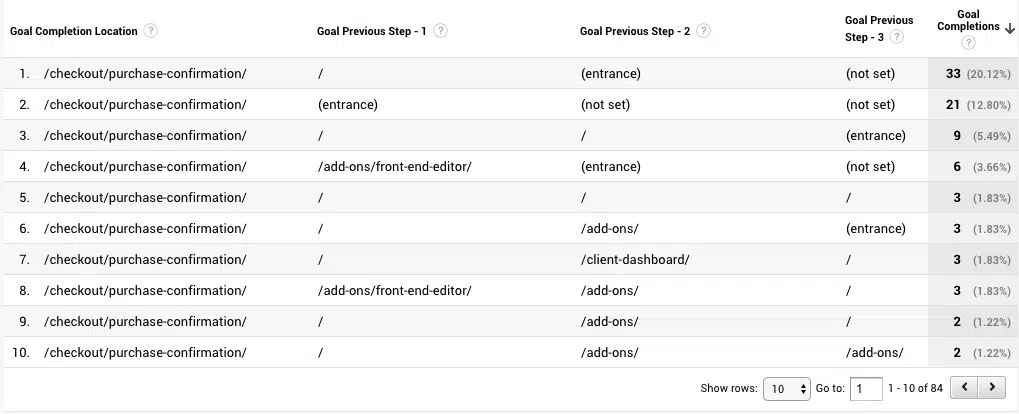 Goal Completion Location ? Goal Previous Step - 1 ? Goal Previous Step - 2 ? Goal Previous Step - 3 ? Goal Completions ? ↓
1. /checkout/purchase-confirmation/ / (entrance) (not set) 33 (20.12%)
2. /checkout/purchase-confirmation/ (entrance) (not set) (not set) 21 (12.80%)
3. /checkout/purchase-confirmation/ / / (entrance) 9 (5.49%)
4. /checkout/purchase-confirmation/ /add-ons/front-end-editor/ (entrance) (not set) 6 (3.66%)
5. /checkout/purchase-confirmation/ / / / 3 (1.83%)
6. /checkout/purchase-confirmation/ / /add-ons/ (entrance) 3 (1.83%)
7. /checkout/purchase-confirmation/ / /client-dashboard/ / 3 (1.83%)
8. /checkout/purchase-confirmation/ /add-ons/front-end-editor/ /add-ons/ / 3 (1.83%)
9. /checkout/purchase-confirmation/ / /add-ons/ / 2 (1.22%)
10. /checkout/purchase-confirmation/ / /add-ons/ /add-ons/ 2 (1.22%)
Show rows: 10 Go to: 1 1 - 10 of 84 < >